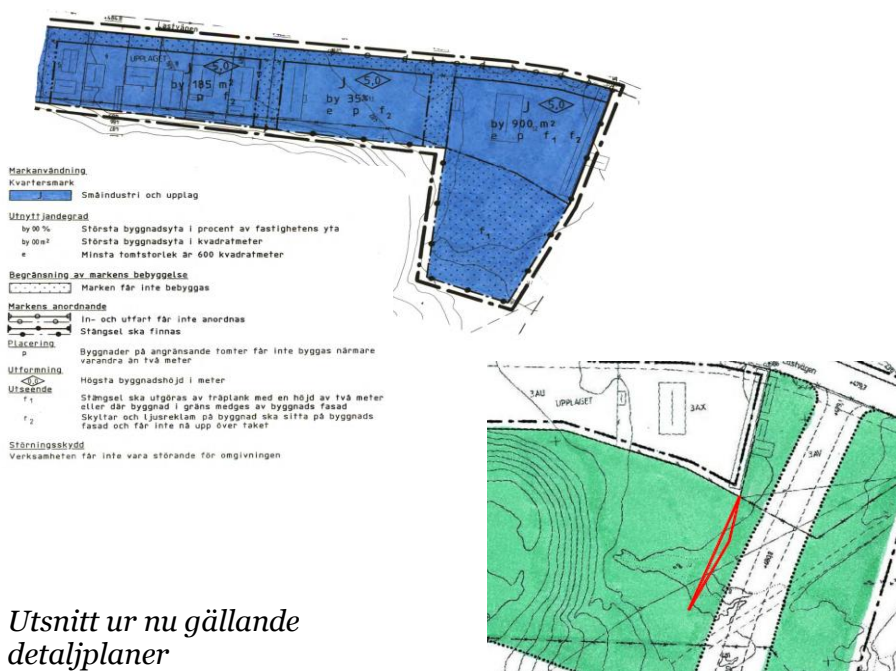 Lastvägen
UPPLAGET
5,0
J
by 185 m²
p f₂
5,0
J
by 35%
e p f₂
5,0
J
by 900 m²
e p f₁ f₂
f₁
Markanvändning
Kvartersmark
J Småindustri och upplag
Utnyttjandegrad
by 00 % Största byggnadsyta i procent av fastighetens yta
by 00 m² Största byggnadsyta i kvadratmeter
e Minsta tomtstorlek är 600 kvadratmeter
Begränsning av markens bebyggelse
Marken får inte bebyggas
Markens anordnande
In- och utfart får inte anordnas
Stängsel ska finnas
Placering
p Byggnader på angränsande tomter får inte byggas närmare
varandra än två meter
Utformning
0,0 Högsta byggnadshöjd i meter
Utseende
f₁ Stängsel ska utgöras av träplank med en höjd av två meter
eller där byggnad i gräns medges av byggnads fasad
f₂ Skyltar och ljusreklam på byggnad ska sitta på byggnads
fasad och får inte nå upp över taket
Störningsskydd
Verksamheten får inte vara störande för omgivningen
Lastvägen
3AU
UPPLAGET
3AX
3AV
Utsnitt ur nu gällande
detaljplaner